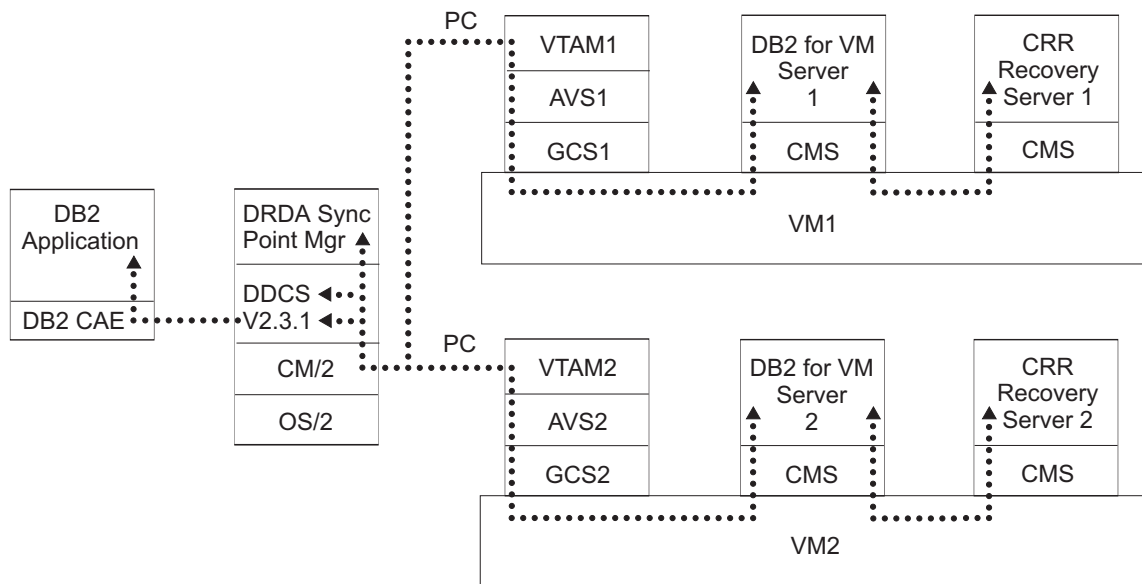 DB2
Application
DB2 CAE
DRDA Sync
Point Mgr
DDCS
V2.3.1
CM/2
OS/2
PC
VTAM1
AVS1
GCS1
DB2 for VM
Server
1
CMS
CRR
Recovery
Server 1
CMS
VM1
PC
VTAM2
AVS2
GCS2
DB2 for VM
Server
2
CMS
CRR
Recovery
Server 2
CMS
VM2